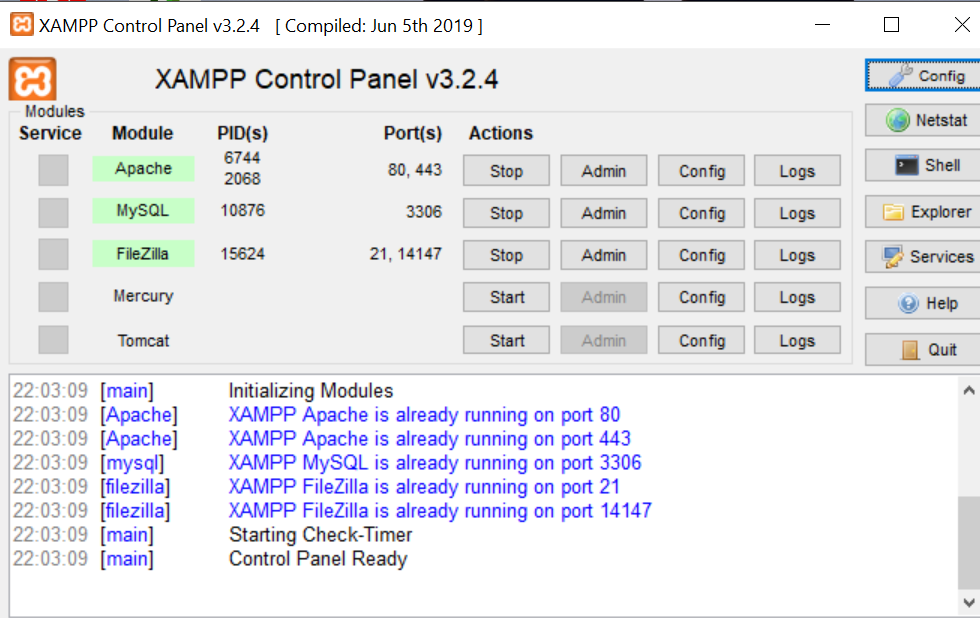 XAMPP Control Panel v3.2.4 [ Compiled: Jun 5th 2019 ]
XAMPP Control Panel v3.2.4
Config
Modules
Service Module PID(s) Port(s) Actions
Netstat
Apache 6744 2068 80, 443 Stop Admin Config Logs
Shell
MySQL 10876 3306 Stop Admin Config Logs
Explorer
FileZilla 15624 21, 14147 Stop Admin Config Logs
Services
Mercury Start Admin Config Logs
Help
Tomcat Start Admin Config Logs
Quit
22:03:09 [main] Initializing Modules
22:03:09 [Apache] XAMPP Apache is already running on port 80
22:03:09 [Apache] XAMPP Apache is already running on port 443
22:03:09 [mysql] XAMPP MySQL is already running on port 3306
22:03:09 [filezilla] XAMPP FileZilla is already running on port 21
22:03:09 [filezilla] XAMPP FileZilla is already running on port 14147
22:03:09 [main] Starting Check-Timer
22:03:09 [main] Control Panel Ready